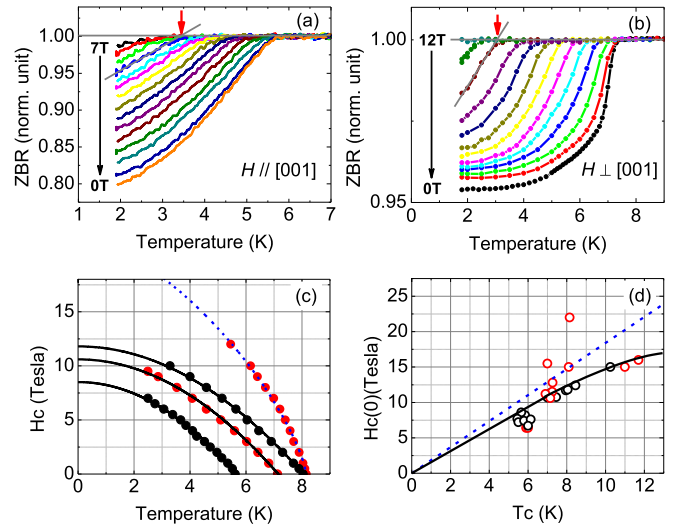 (a)
7T
0T
H // [001]
ZBR (norm. unit)
1.00
0.95
0.90
0.85
0.80
1 2 3 4 5 6 7
Temperature (K)
(b)
12T
0T
H ⊥ [001]
ZBR (norm. unit)
1.00
0.95
0 2 4 6 8
Temperature (K)
(c)
Hc (Tesla)
15
10
5
0
0 2 4 6 8
Temperature (K)
(d)
Hc(0)(Tesla)
25
20
15
10
5
0
0 2 4 6 8 10 12
Tc (K)